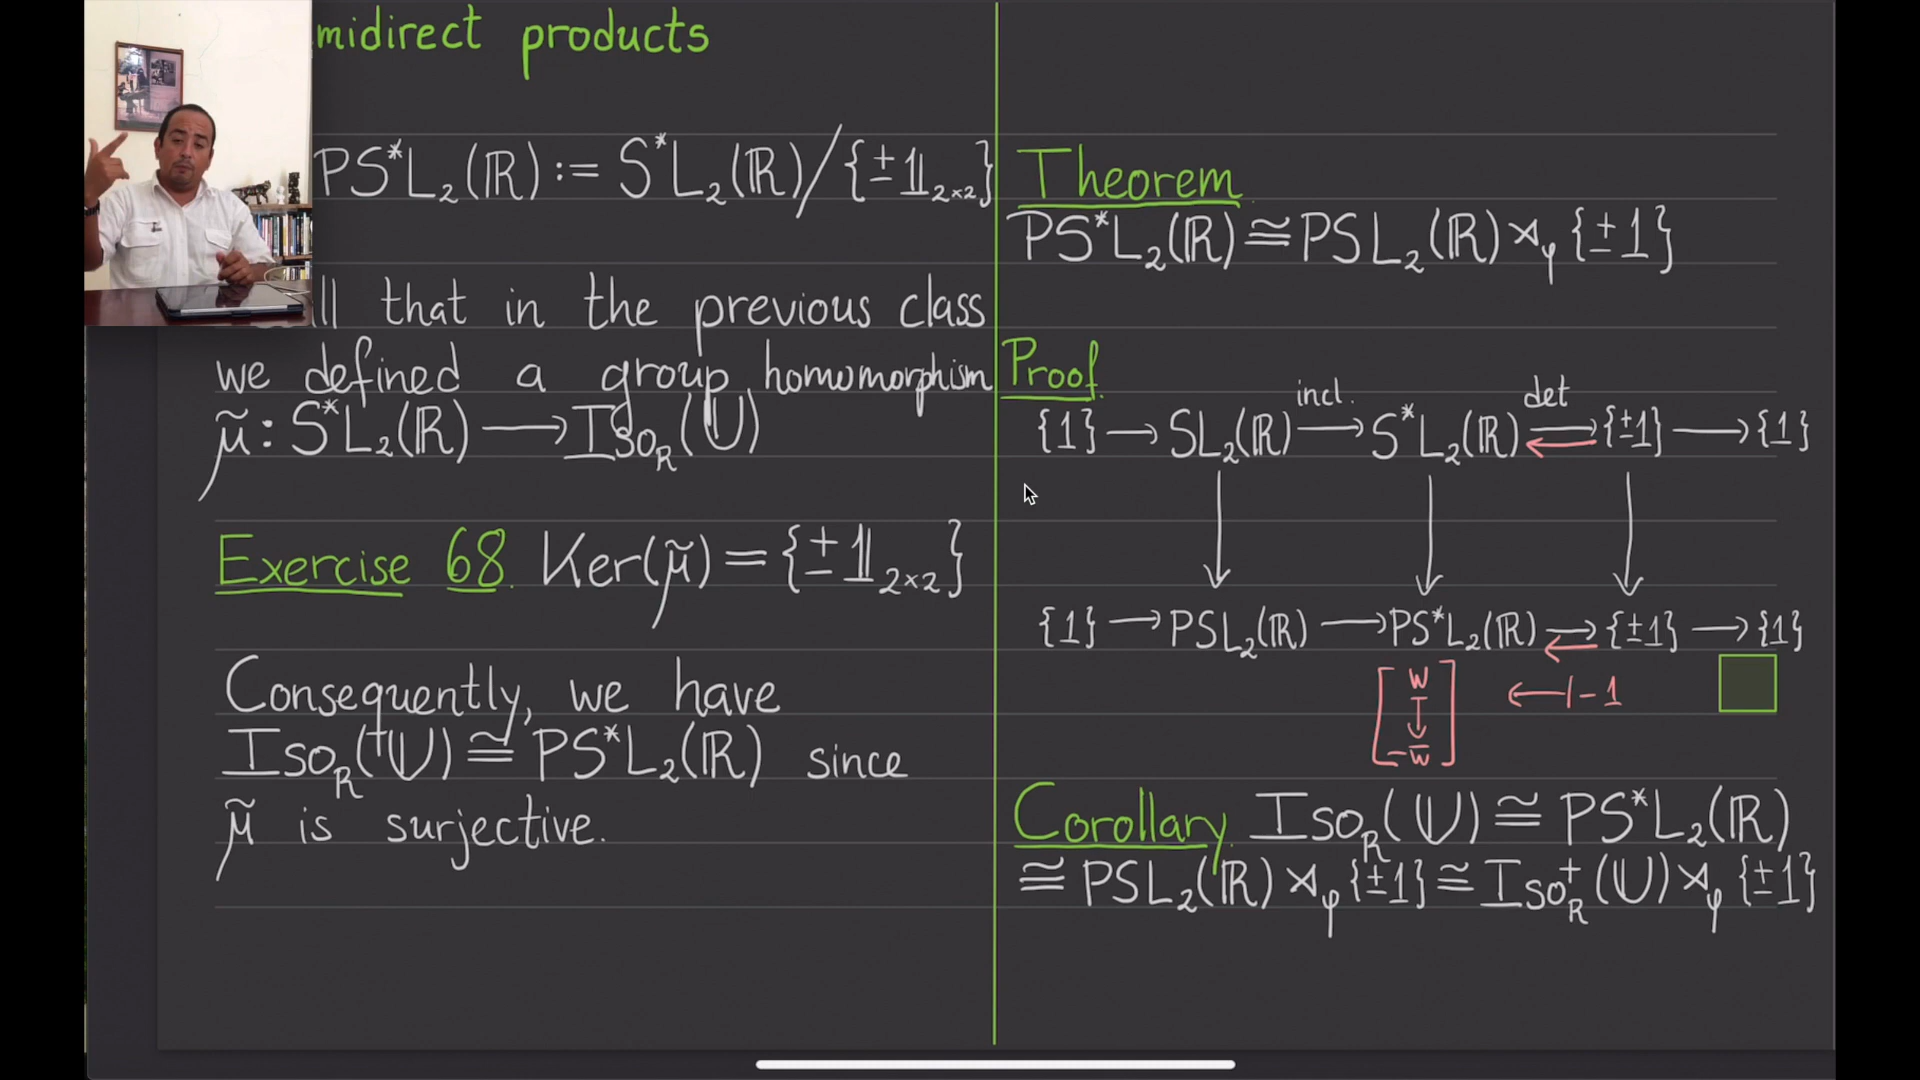 midirect products
PS*L₂(ℝ) := S*L₂(ℝ)/{±𝟙₂ₓ₂}
ll that in the previous class
we defined a group homomorphism
μ̃ : S*L₂(ℝ) ⟶ Iso_R(𝕌)
Exercise 68. Ker(μ̃) = {±𝟙₂ₓ₂}
Consequently, we have
Iso_R(𝕌) ≅ PS*L₂(ℝ) since
μ̃ is surjective.
Theorem.
PS*L₂(ℝ) ≅ PSL₂(ℝ) ⋊_φ {±1}
Proof.
incl. det
{1} → SL₂(ℝ) → S*L₂(ℝ) ⇄ {±1} → {1}
↓ ↓ ↓
{1} → PSL₂(ℝ) → PS*L₂(ℝ) ⇄ {±1} → {1}
[w ↦ -w̄] ↤ -1
Corollary. Iso_R(𝕌) ≅ PS*L₂(ℝ)
≅ PSL₂(ℝ) ⋊_φ {±1} ≅ Iso⁺_R(𝕌) ⋊_φ {±1}